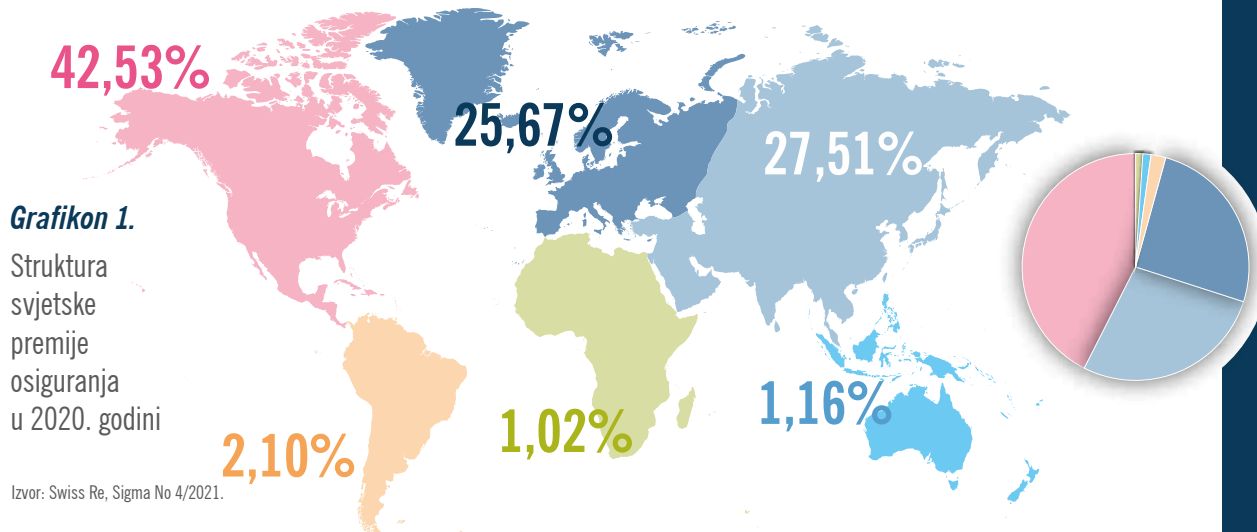 42,53%
25,67%
27,51%
Grafikon 1.
Struktura
svjetske
premije
osiguranja
u 2020. godini
1,16%
1,02%
2,10%
Izvor: Swiss Re, Sigma No 4/2021.